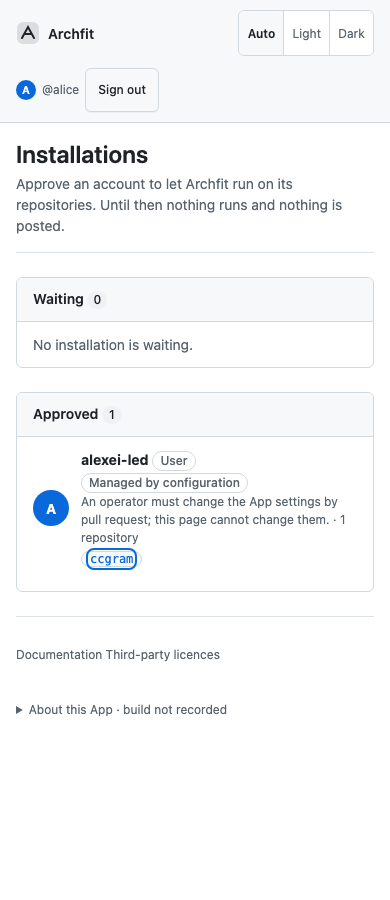 Archfit
Auto Light Dark
A @alice Sign out
Installations
Approve an account to let Archfit run on its
repositories. Until then nothing runs and nothing is
posted.
Waiting 0
No installation is waiting.
Approved 1
alexei-led User
Managed by configuration
A
An operator must change the App settings by
pull request; this page cannot change them. · 1
repository
ccgram
Documentation Third-party licences
About this App · build not recorded